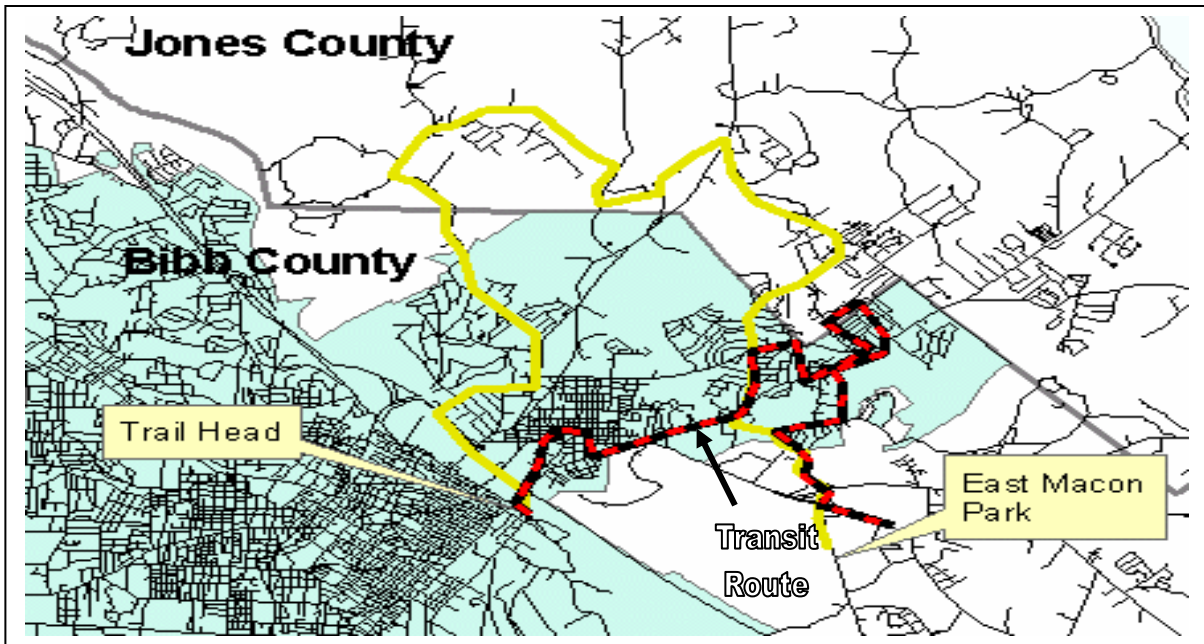 Jones County
Bibb County
Trail Head
East Macon
Park
Transit
Route